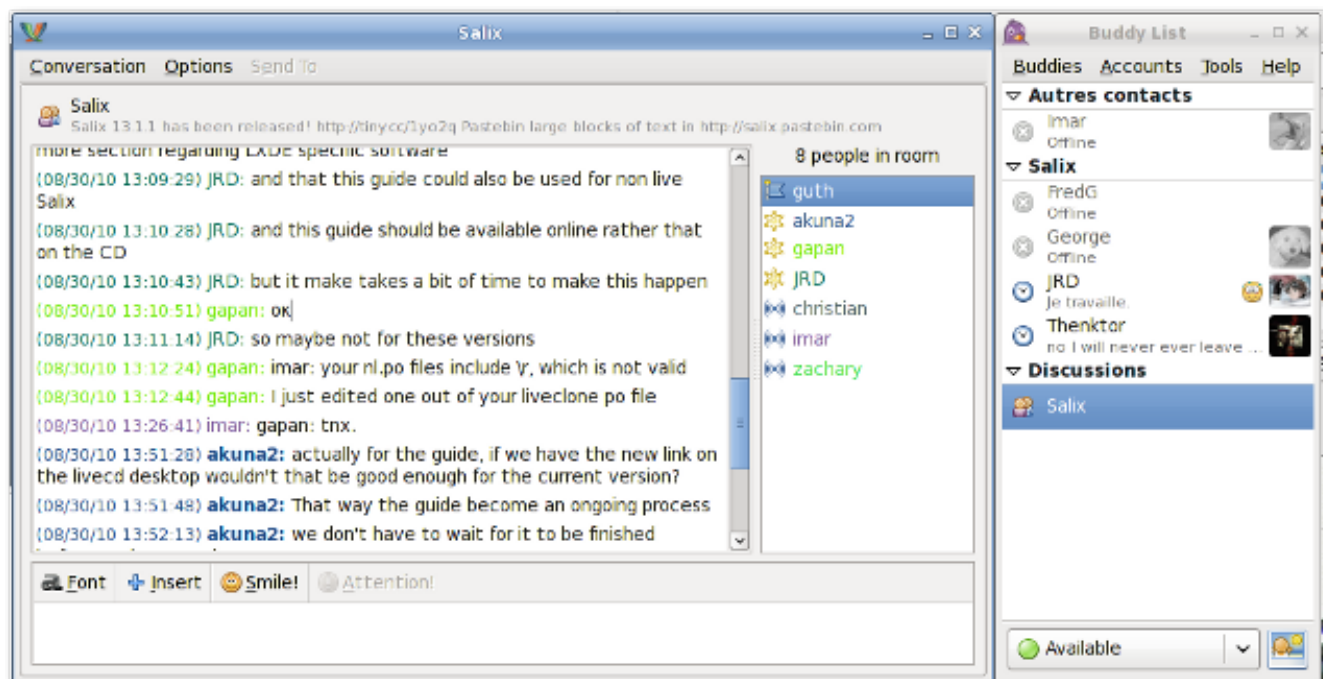 Salix
Conversation Options Send To
Salix
Salix 13.1.1 has been released! http://tinycc/1yo2q Pastebin large blocks of text in http://salix.pastebin.com
more section regarding LXDE specific software
(08/30/10 13:09:29) JRD: and that this guide could also be used for non live
Salix
(08/30/10 13:10:28) JRD: and this guide should be available online rather that
on the CD
(08/30/10 13:10:43) JRD: but it make takes a bit of time to make this happen
(08/30/10 13:10:51) gapan: ok
(08/30/10 13:11:14) JRD: so maybe not for these versions
(08/30/10 13:12:24) gapan: imar: your nl.po files include \r, which is not valid
(08/30/10 13:12:44) gapan: I just edited one out of your liveclone po file
(08/30/10 13:26:41) imar: gapan: tnx.
(08/30/10 13:51:28) akuna2: actually for the guide, if we have the new link on
the livecd desktop wouldn't that be good enough for the current version?
(08/30/10 13:51:48) akuna2: That way the guide become an ongoing process
(08/30/10 13:52:13) akuna2: we don't have to wait for it to be finished
8 people in room
guth
akuna2
gapan
JRD
christian
imar
zachary
Font Insert Smile! Attention!
Buddy List
Buddies Accounts Tools Help
Autres contacts
Imar
Offline
Salix
FredG
Offline
George
Offline
JRD
Je travaille.
Thenktor
no I will never ever leave ...
Discussions
Salix
Available